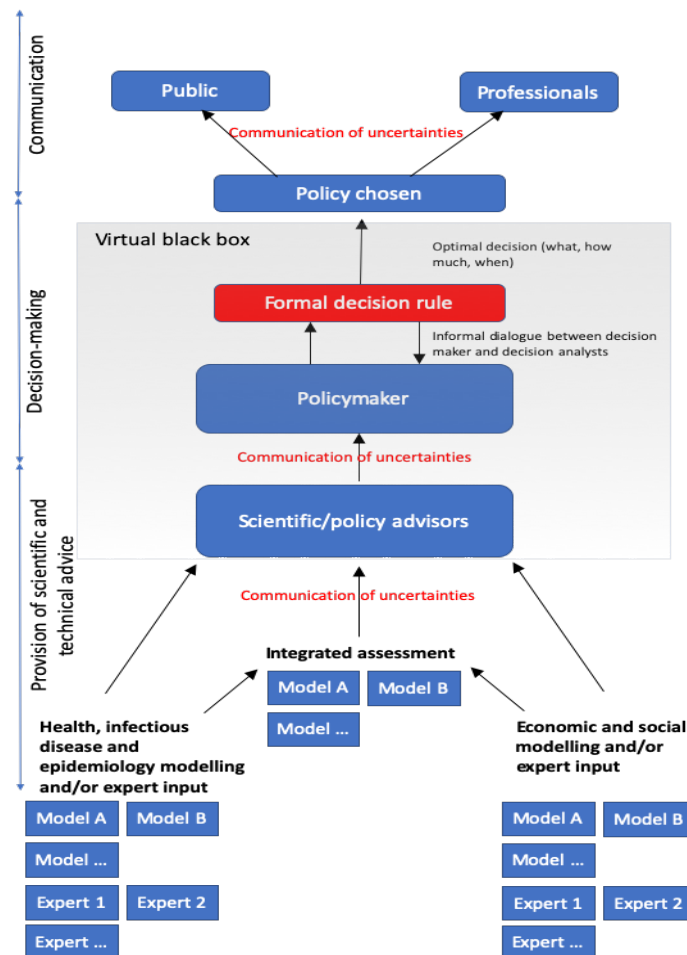 Communication
Public
Professionals
Communication of uncertainties
Policy chosen
Decision-making
Virtual black box
Optimal decision (what, how
much, when)
Formal decision rule
Informal dialogue between decision
maker and decision analysts
Policymaker
Communication of uncertainties
Provision of scientific and
technical advice
Scientific/policy advisors
Communication of uncertainties
Integrated assessment
Model A
Model B
Model ...
Health, infectious
disease and
epidemiology modelling
and/or expert input
Model A
Model B
Model ...
Expert 1
Expert 2
Expert ...
Economic and social
modelling and/or
expert input
Model A
Model B
Model ...
Expert 1
Expert 2
Expert ...